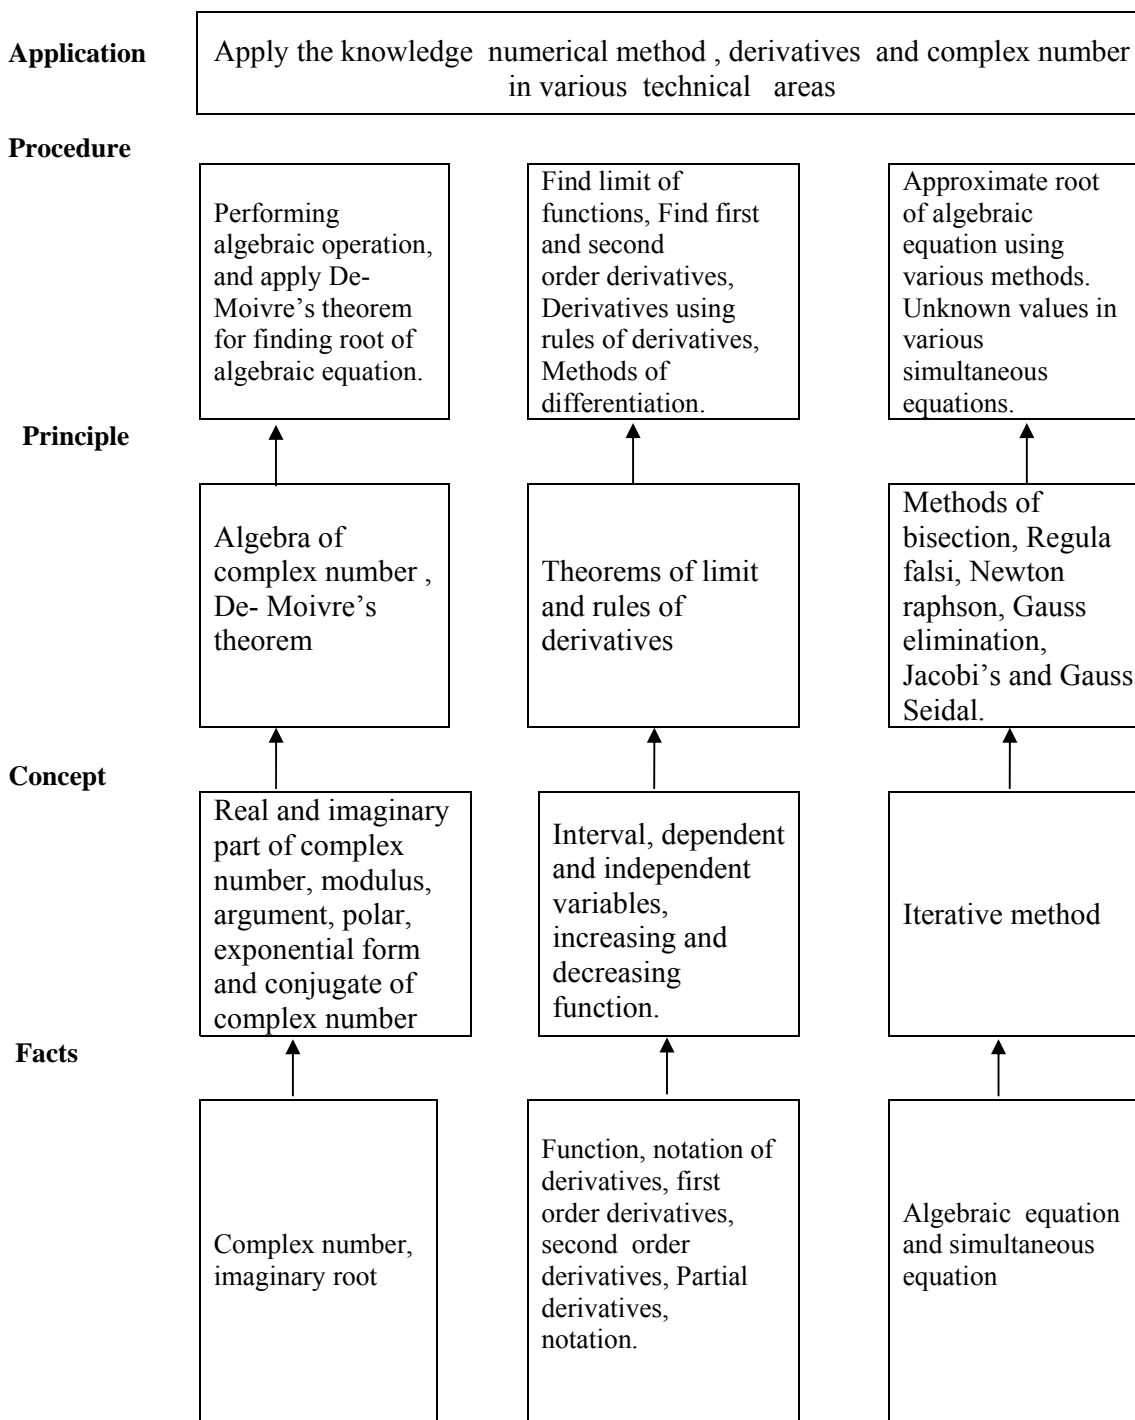 Application
Apply the knowledge numerical method , derivatives and complex number
in various technical areas
Procedure
Performing
algebraic operation,
and apply De-
Moivre’s theorem
for finding root of
algebraic equation.
Find limit of
functions, Find first
and second
order derivatives,
Derivatives using
rules of derivatives,
Methods of
differentiation.
Approximate root
of algebraic
equation using
various methods.
Unknown values in
various
simultaneous
equations.
Principle
Algebra of
complex number ,
De- Moivre’s
theorem
Theorems of limit
and rules of
derivatives
Methods of
bisection, Regula
falsi, Newton
raphson, Gauss
elimination,
Jacobi’s and Gauss
Seidal.
Concept
Real and imaginary
part of complex
number, modulus,
argument, polar,
exponential form
and conjugate of
complex number
Interval, dependent
and independent
variables,
increasing and
decreasing
function.
Iterative method
Facts
Complex number,
imaginary root
Function, notation of
derivatives, first
order derivatives,
second order
derivatives, Partial
derivatives,
notation.
Algebraic equation
and simultaneous
equation